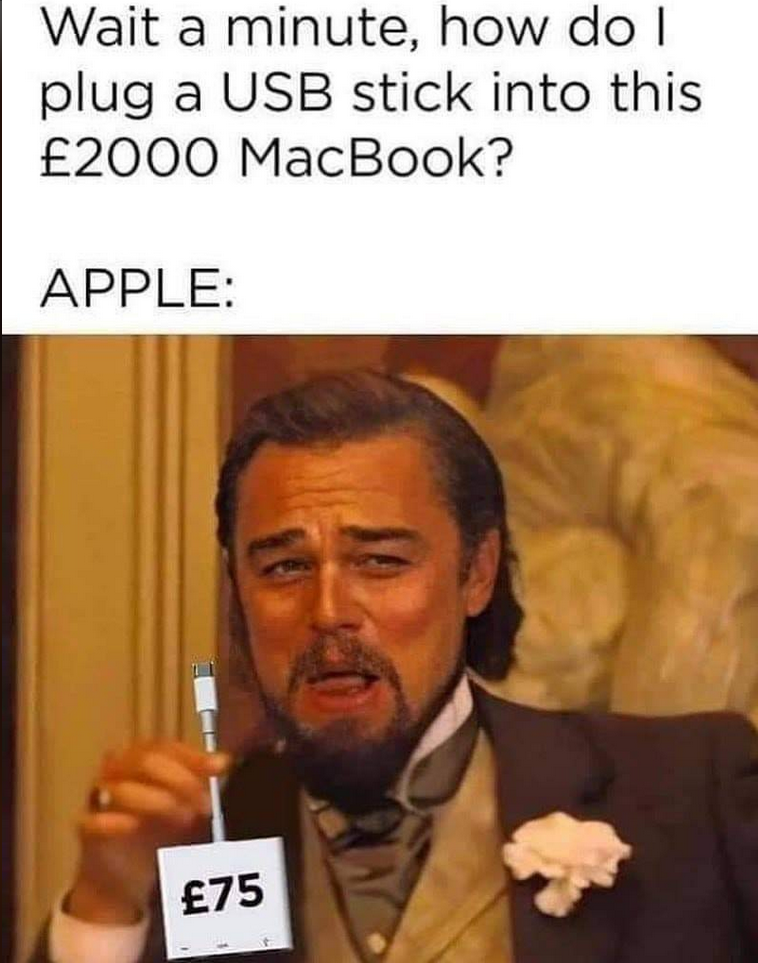 Wait a minute, how do I
plug a USB stick into this
£2000 MacBook?
APPLE:
£75